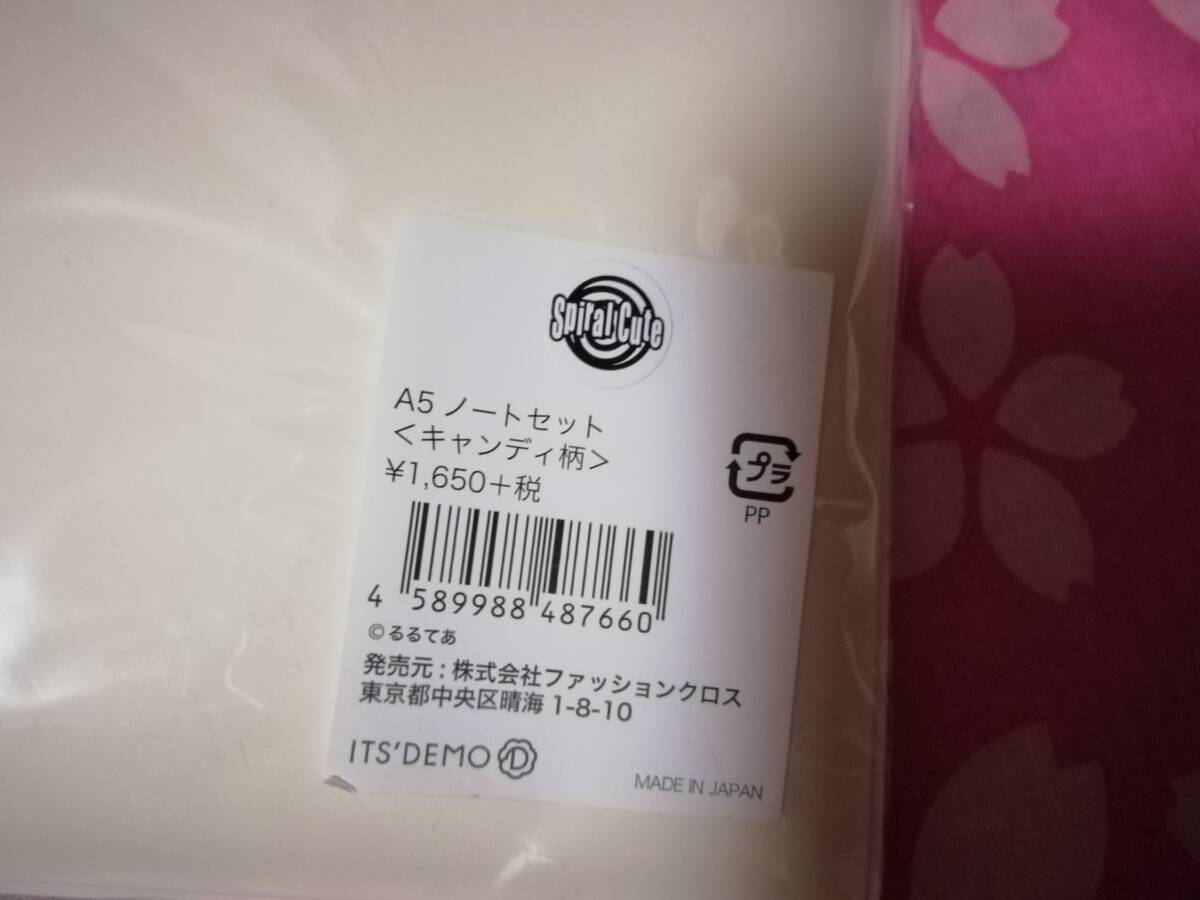 Spiral Cute
A5 ノートセット
<キャンディ柄>
¥1,650+税
プラ
PP
4 589988 487660
©るるてあ
発売元:株式会社ファッションクロス
東京都中央区晴海 1-8-10
ITS'DEMO D
MADE IN JAPAN